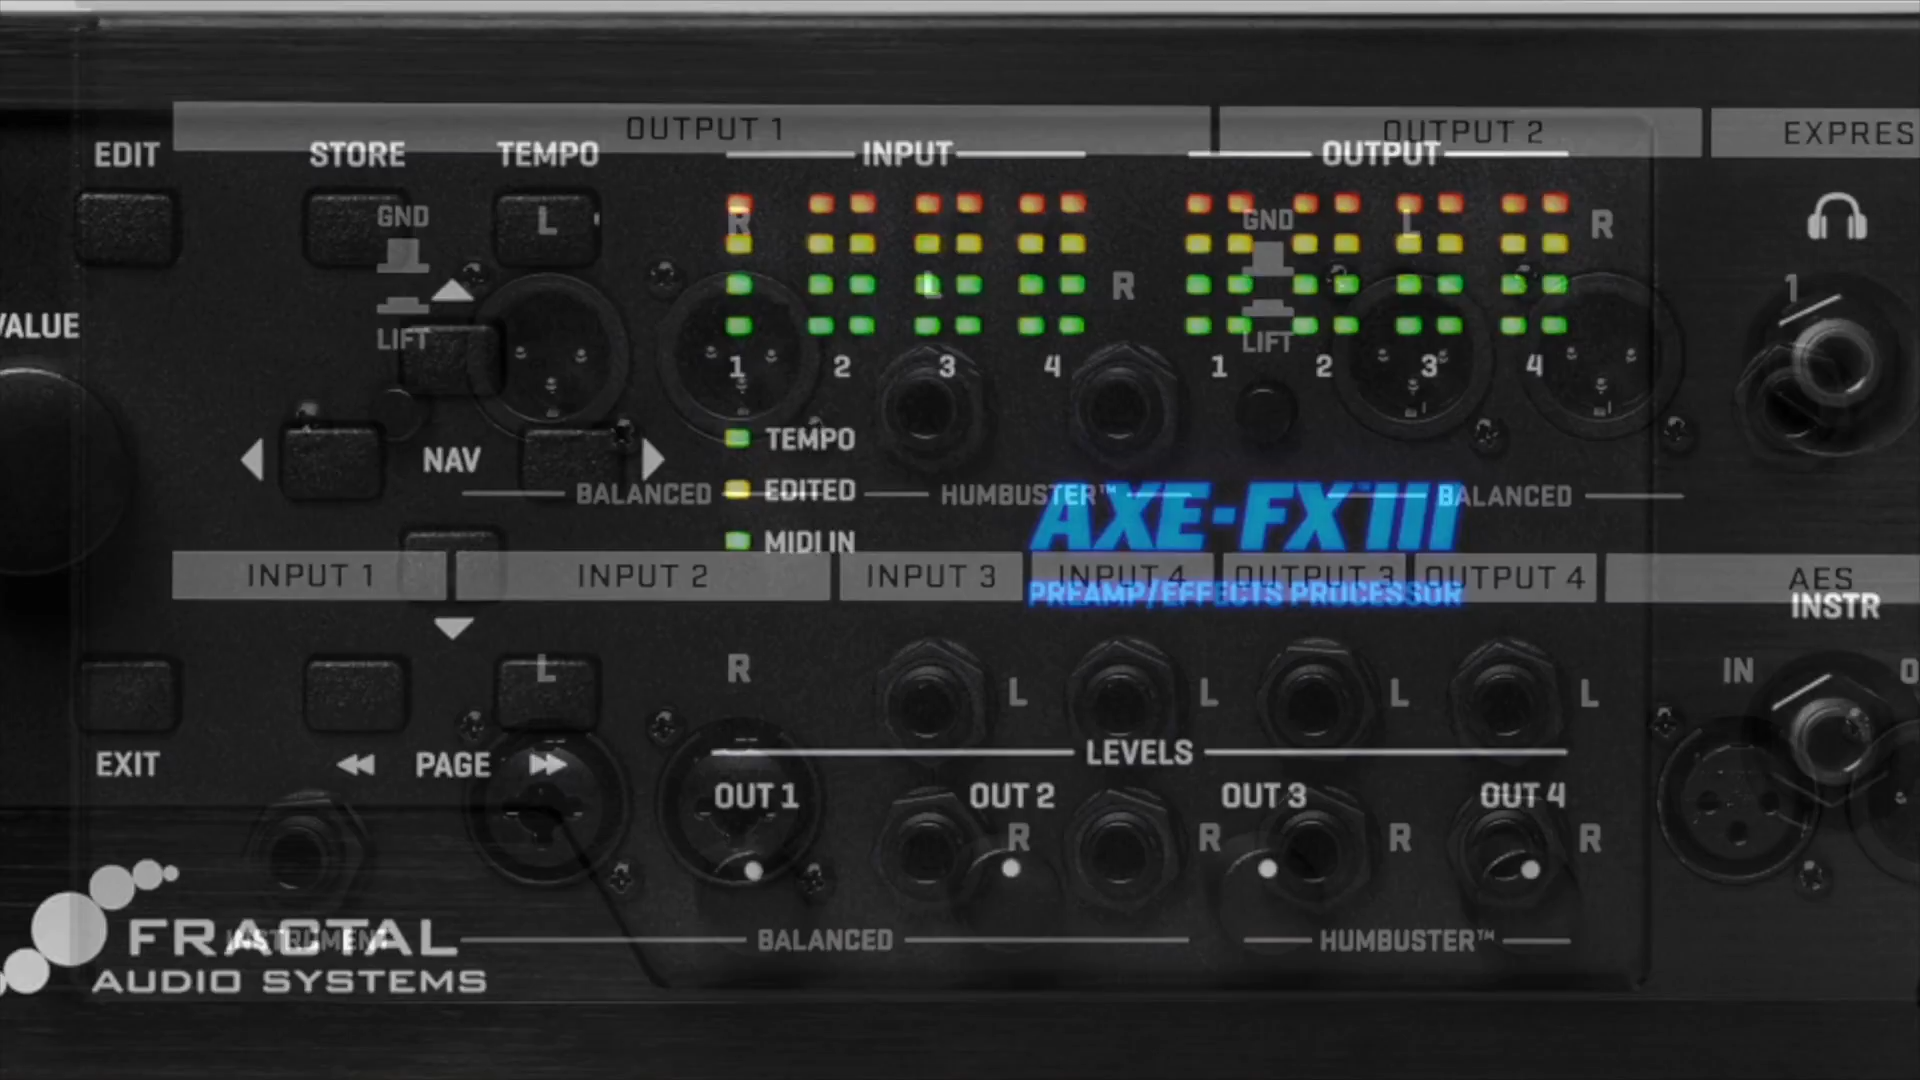 OUTPUT 1
OUTPUT 2
EXPRES
EDIT
STORE
TEMPO
INPUT
OUTPUT
GND
L
R
GND
L
R
L
R
1
VALUE
LIFT
LIFT
1
2
3
4
1
2
3
4
TEMPO
NAV
EDITED
BALANCED
HUMBUSTER™
BALANCED
AXE-FX III
MIDI IN
INPUT 1
INPUT 2
INPUT 3
INPUT 4
OUTPUT 3
OUTPUT 4
AES
PREAMP/EFFECTS PROCESSOR
INSTR
L
R
L
L
L
L
IN
O
EXIT
PAGE
LEVELS
OUT 1
OUT 2
OUT 3
OUT 4
R
R
R
R
FRACTAL
INSTRUMENT
BALANCED
HUMBUSTER™
AUDIO SYSTEMS